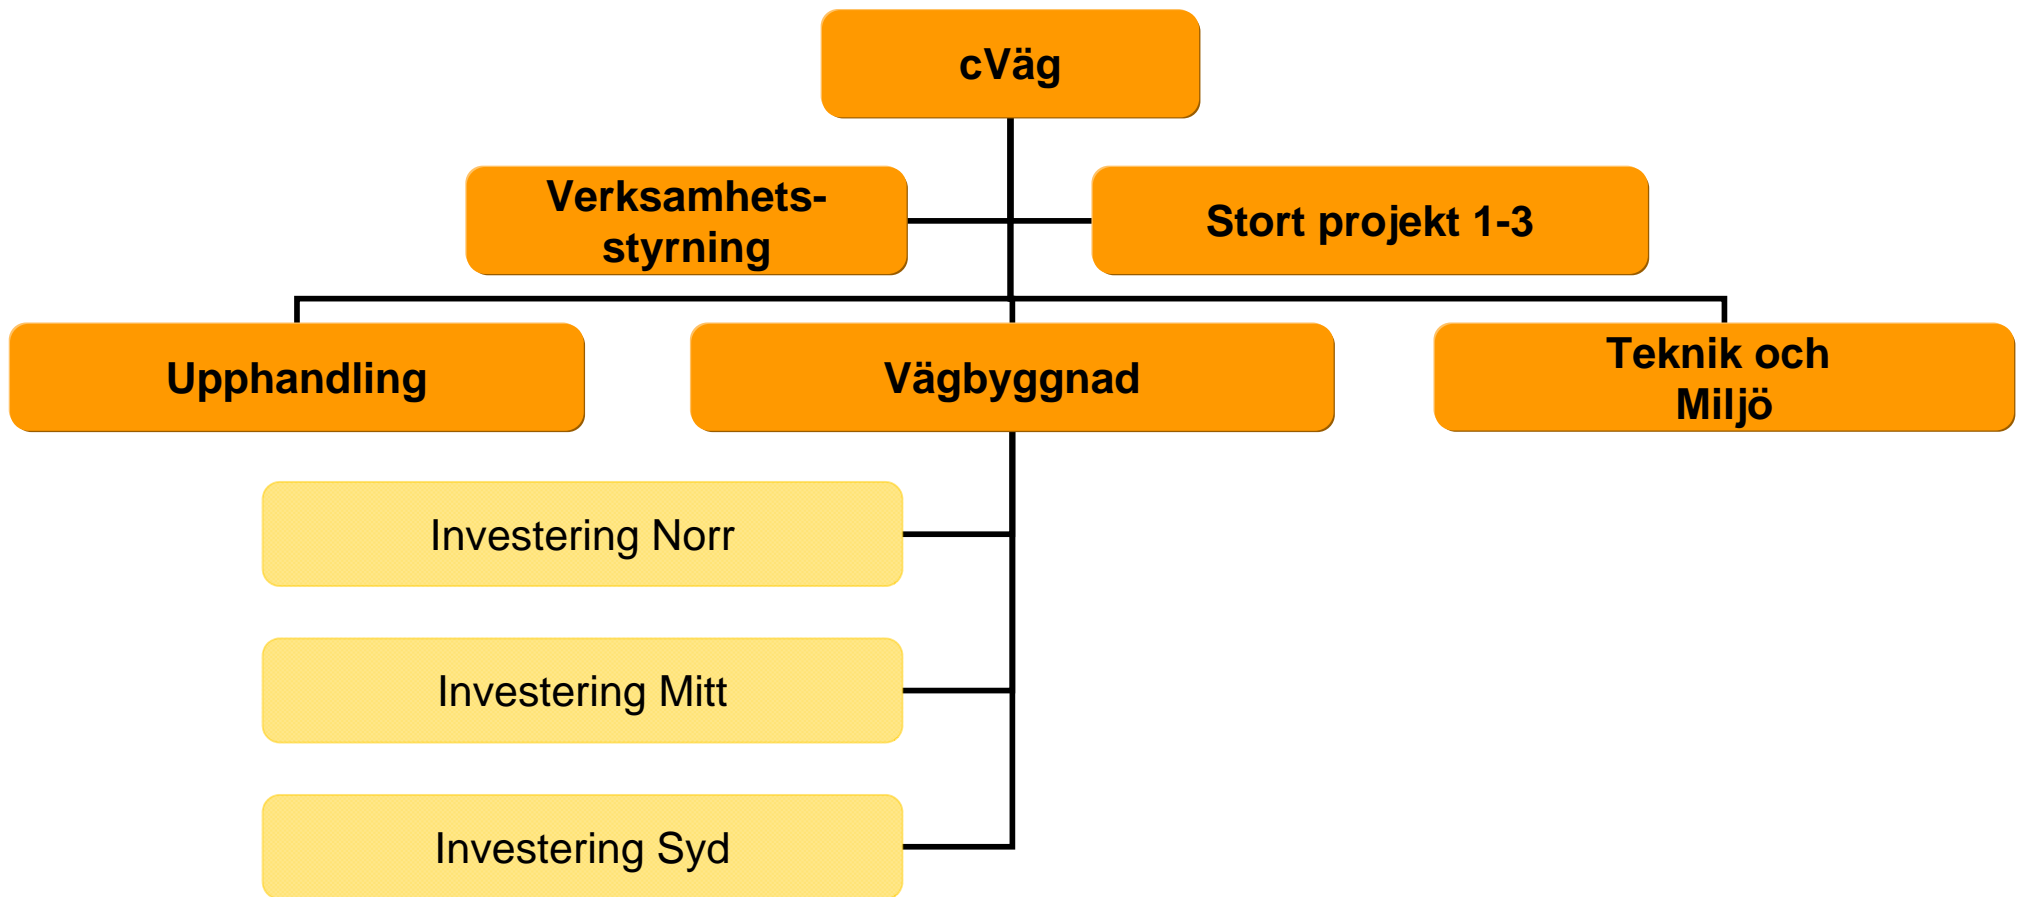 cVäg
Verksamhets-
styrning
Stort projekt 1-3
Upphandling
Vägbyggnad
Teknik och
Miljö
Investering Norr
Investering Mitt
Investering Syd